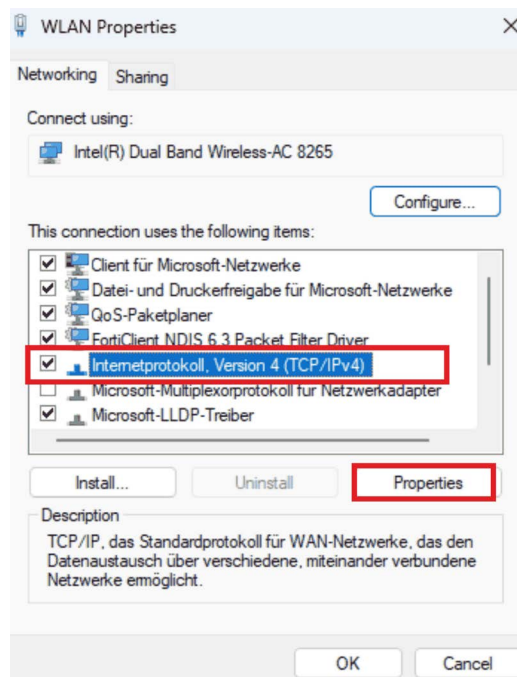 WLAN Properties
Networking
Sharing
Connect using:
Intel(R) Dual Band Wireless-AC 8265
Configure...
This connection uses the following items:
Client für Microsoft-Netzwerke
Datei- und Druckerfreigabe für Microsoft-Netzwerke
QoS-Paketplaner
FortiClient NDIS 6.3 Packet Filter Driver
Internetprotokoll, Version 4 (TCP/IPv4)
Microsoft-Multiplexorprotokoll für Netzwerkadapter
Microsoft-LLDP-Treiber
Install...
Uninstall
Properties
Description
TCP/IP, das Standardprotokoll für WAN-Netzwerke, das den
Datenaustausch über verschiedene, miteinander verbundene
Netzwerke ermöglicht.
OK
Cancel